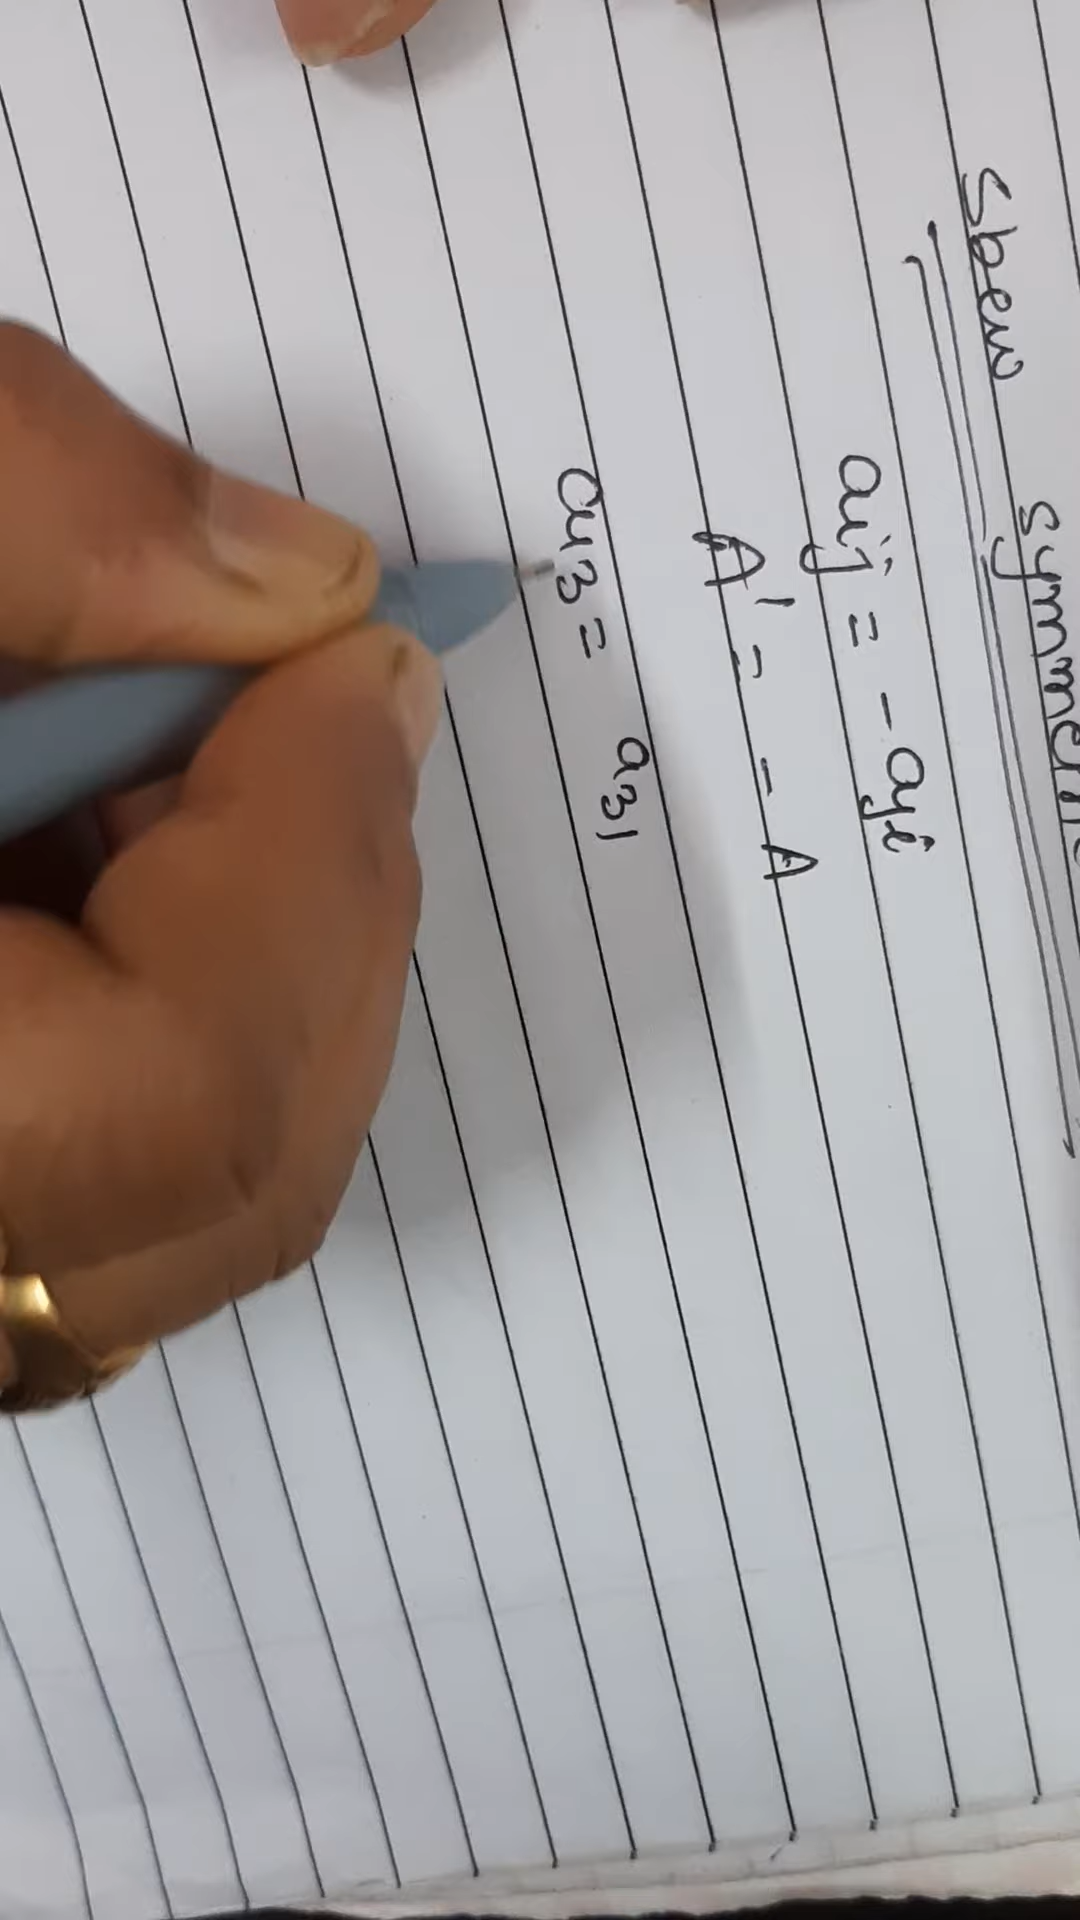 Skew symmetric
aij = - aji
A' = - A
a13 = a31